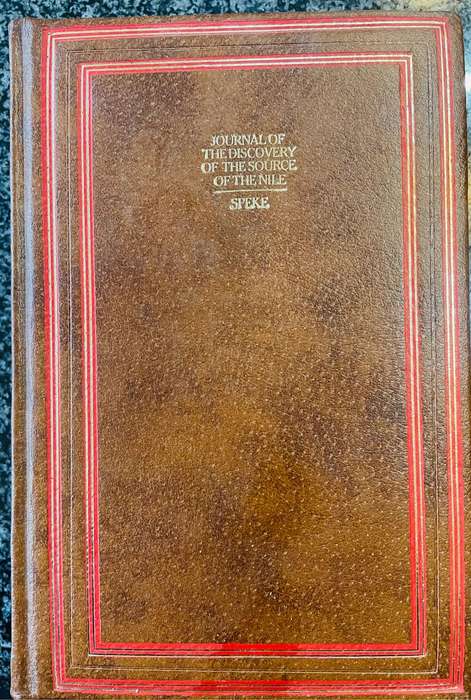 JOURNAL OF
THE DISCOVERY
OF THE SOURCE
OF THE NILE
SPEKE